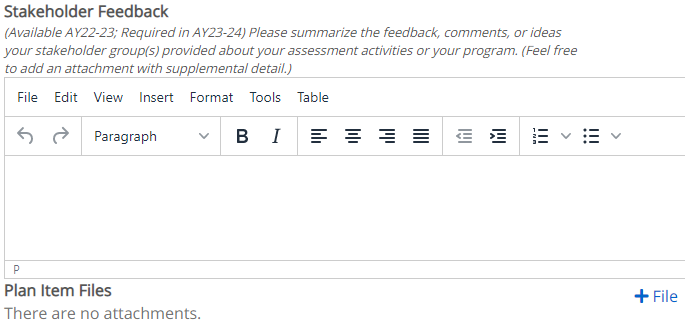 Stakeholder Feedback
(Available AY22-23; Required in AY23-24) Please summarize the feedback, comments, or ideas
your stakeholder group(s) provided about your assessment activities or your program. (Feel free
to add an attachment with supplemental detail.)
File Edit View Insert Format Tools Table
Paragraph B I
P
Plan Item Files
+ File
There are no attachments.